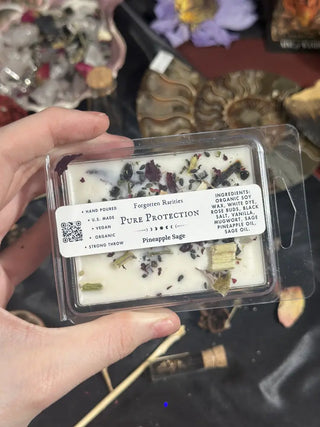 Forgotten Rarities
PURE PROTECTION
Pineapple Sage
• HAND POURED
• U.S. MADE
• VEGAN
• ORGANIC
• STRONG THROW
INGREDIENTS:
ORGANIC SOY
WAX, WHITE DYE,
ROSE BUDS, BLACK
SALT, VANILLA,
MUGWORT, SAGE
PINEAPPLE OIL,
SAGE OIL.